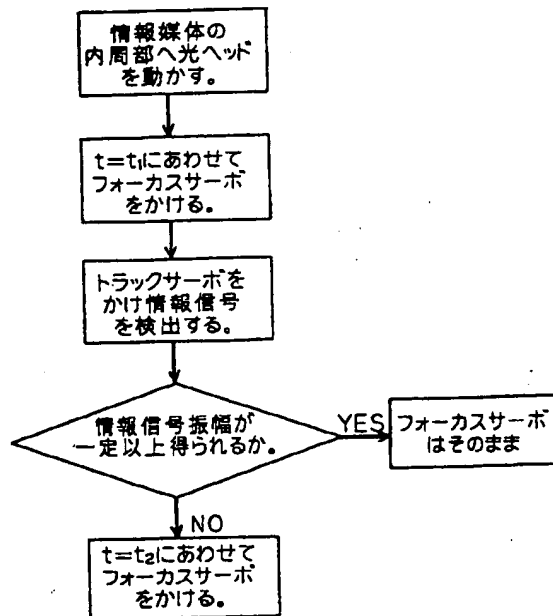 情報媒体の
内周部へ光ヘッド
を動かす。
t=t₁にあわせて
フォーカスサーボ
をかける。
トラックサーボを
かけ情報信号
を検出する。
情報信号振幅が
一定以上得られるか。
YES
フォーカスサーボ
はそのまま
NO
t=t₂にあわせて
フォーカスサーボ
をかける。